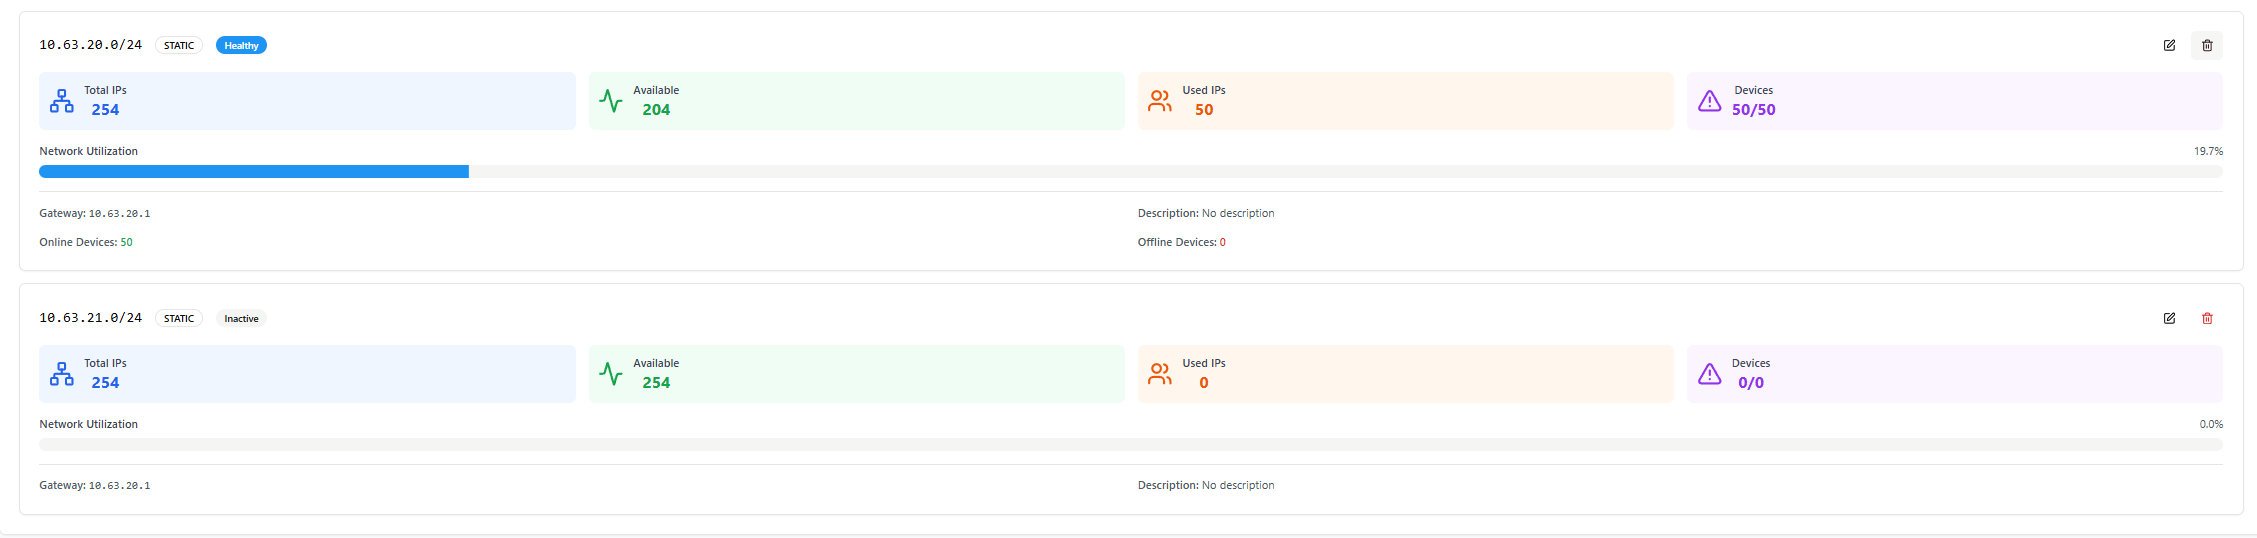 10.63.20.0/24 STATIC Healthy
Total IPs Available Used IPs Devices
254 204 50 50/50
Network Utilization 19.7%
Gateway: 10.63.20.1 Description: No description
Online Devices: 50 Offline Devices: 0
10.63.21.0/24 STATIC Inactive
Total IPs Available Used IPs Devices
254 254 0 0/0
Network Utilization 0.0%
Gateway: 10.63.20.1 Description: No description